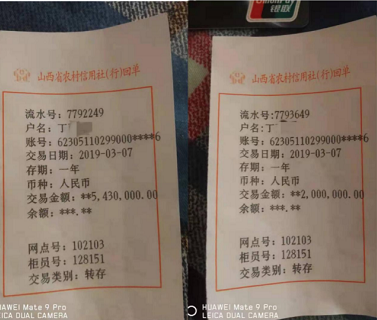 山西省农村信用社(行)回单
流水号：7792249
户名：丁
账号：62305110299000****6
交易日期：2019-03-07
存期：一年
币种：人民币
交易金额：**5,430,000.00
余额：***.**
网点号：102103
柜员号：128151
交易类别：转存
HUAWEI Mate 9 Pro
LEICA DUAL CAMERA
银联
山西省农村信用社(行)回单
流水号:7793649
户名:丁
账号：62305110299000****6
交易日期：2019-03-07
存期：一年
币种：人民币
交易金额：**2,000,000.00
余额：***.**
网点号：102103
柜员号：128151
交易类别：转存
HUAWEI Mate 9 Pro
LEICA DUAL CAMERA